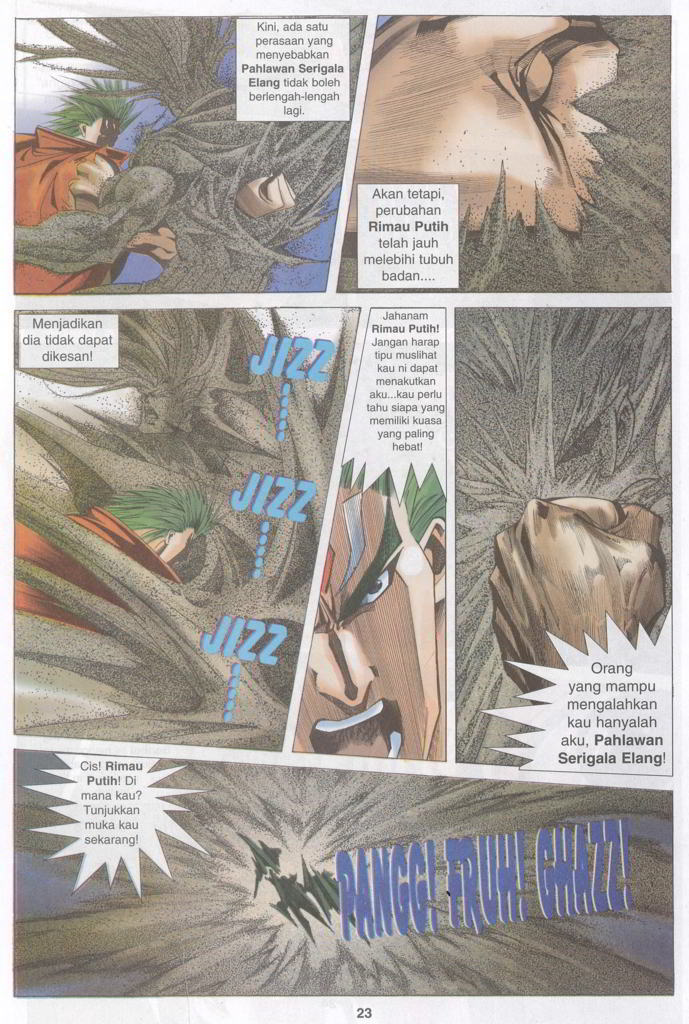 Kini, ada satu
perasaan yang
menyebabkan
Pahlawan Serigala
Elang tidak boleh
berlengah-lengah
lagi.
Akan tetapi,
perubahan
Rimau Putih
telah jauh
melebihi tubuh
badan....
Menjadikan
dia tidak dapat
dikesan!
JIZZ
JIZZ
JIZZ
Jahanam
Rimau Putih!
Jangan harap
tipu muslihat
kau ni dapat
menakutkan
aku...kau perlu
tahu siapa yang
memiliki kuasa
yang paling
hebat!
Orang
yang mampu
mengalahkan
kau hanyalah
aku, Pahlawan
Serigala Elang!
Cis! Rimau
Putih! Di
mana kau?
Tunjukkan
muka kau
sekarang!
PANGG! FRUH! GHAZZ!
23